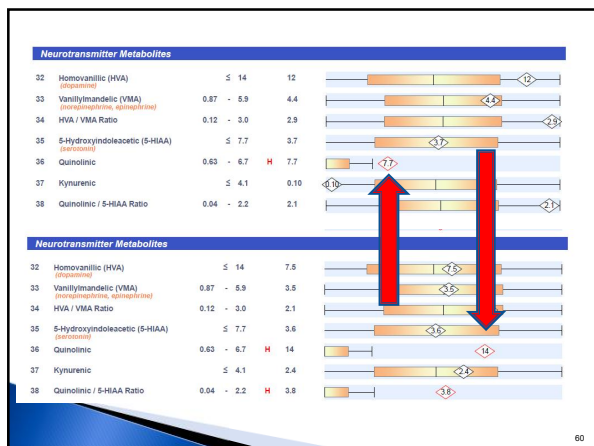 Neurotransmitter Metabolites
32 Homovanillic (HVA) ≤ 14 12 12
(dopamine)
33 Vanillylmandelic (VMA) 0.87 - 5.9 4.4 4.4
(norepinephrine, epinephrine)
34 HVA / VMA Ratio 0.12 - 3.0 2.9 2.9
35 5-Hydroxyindoleacetic (5-HIAA) ≤ 7.7 3.7 3.7
(serotonin)
36 Quinolinic 0.63 - 6.7 H 7.7 7.7
37 Kynurenic ≤ 4.1 0.10 0.10
38 Quinolinic / 5-HIAA Ratio 0.04 - 2.2 2.1 2.1
Neurotransmitter Metabolites
32 Homovanillic (HVA) ≤ 14 7.5 7.5
(dopamine)
33 Vanillylmandelic (VMA) 0.87 - 5.9 3.5 3.5
(norepinephrine, epinephrine)
34 HVA / VMA Ratio 0.12 - 3.0 2.1
35 5-Hydroxyindoleacetic (5-HIAA) ≤ 7.7 3.6 3.6
(serotonin)
36 Quinolinic 0.63 - 6.7 H 14 14
37 Kynurenic ≤ 4.1 2.4 2.4
38 Quinolinic / 5-HIAA Ratio 0.04 - 2.2 H 3.8 3.8
60